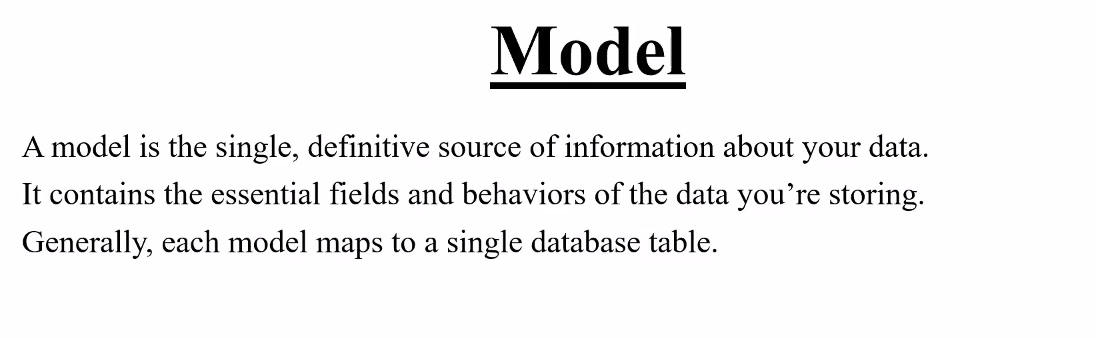 Model
A model is the single, definitive source of information about your data.
It contains the essential fields and behaviors of the data you’re storing.
Generally, each model maps to a single database table.